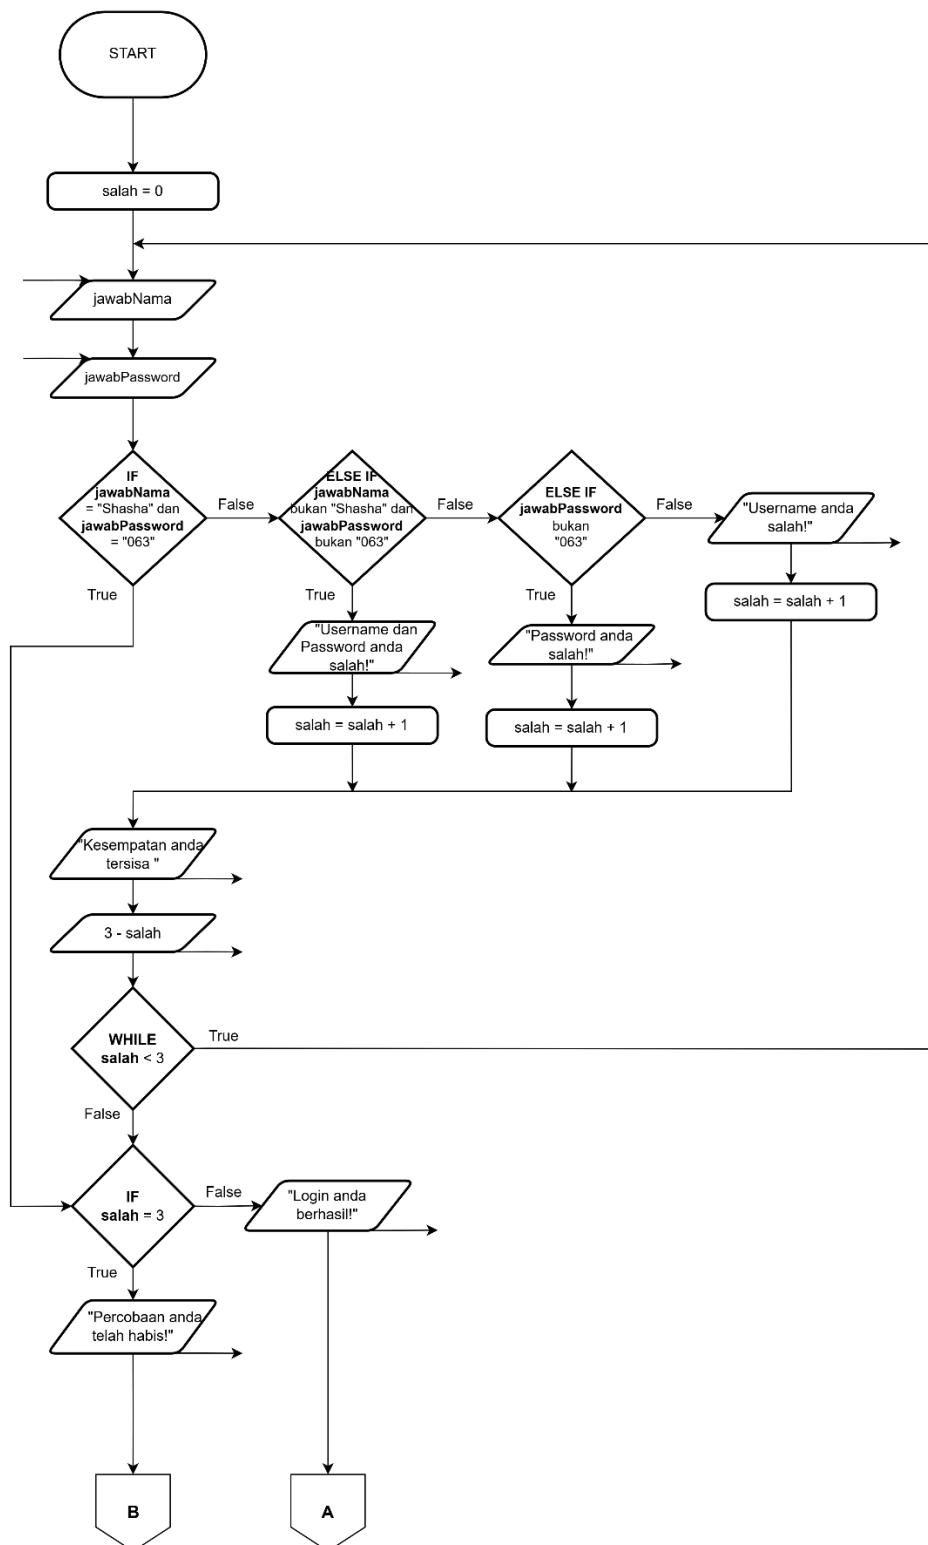 START
salah = 0
jawabNama
jawabPassword
IF
jawabNama
= "Shasha" dan
jawabPassword
= "063"
False
True
ELSE IF
jawabNama
bukan "Shasha" dan
jawabPassword
bukan "063"
False
True
ELSE IF
jawabPassword
bukan
"063"
False
True
"Username anda
salah!"
salah = salah + 1
"Username dan
Password anda
salah!"
salah = salah + 1
"Password anda
salah!"
salah = salah + 1
"Kesempatan anda
tersisa "
3 - salah
WHILE
salah < 3
True
False
IF
salah = 3
False
True
"Login anda
berhasil!"
"Percobaan anda
telah habis!"
B
A